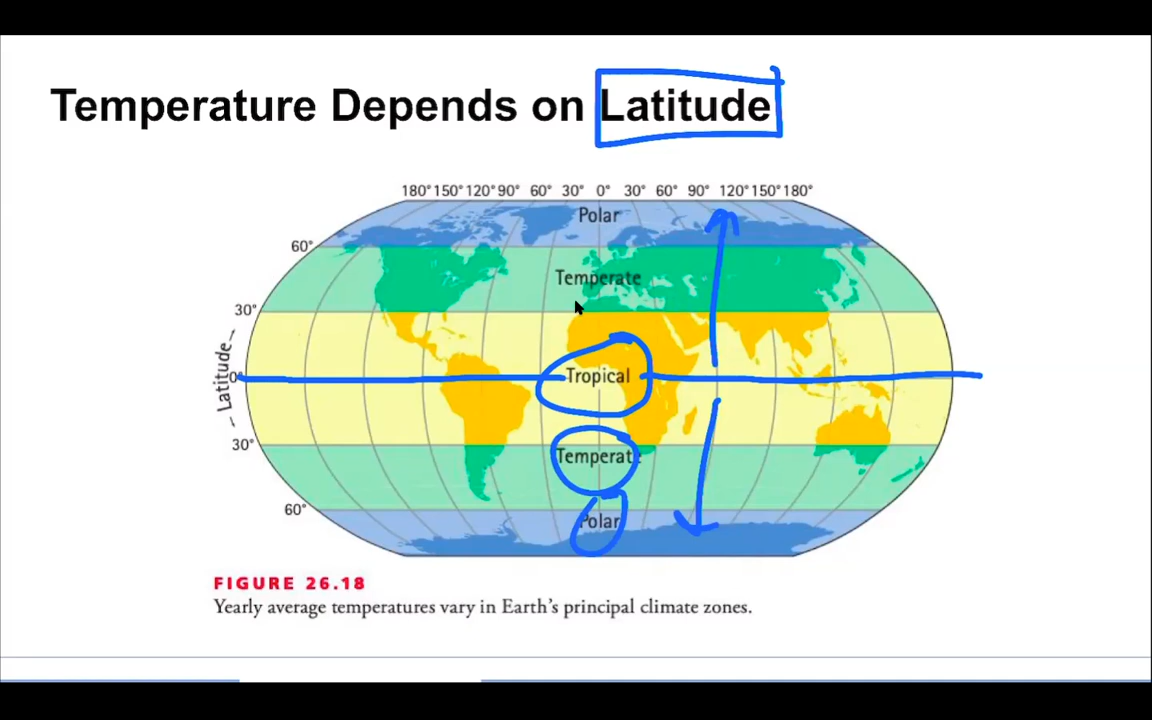 Temperature Depends on Latitude
180° 150° 120° 90° 60° 30° 0° 30° 60° 90° 120° 150° 180°
Polar
60°
Temperate
30°
Latitude
0°
Tropical
30°
Temperate
60°
Polar
FIGURE 26.18
Yearly average temperatures vary in Earth's principal climate zones.